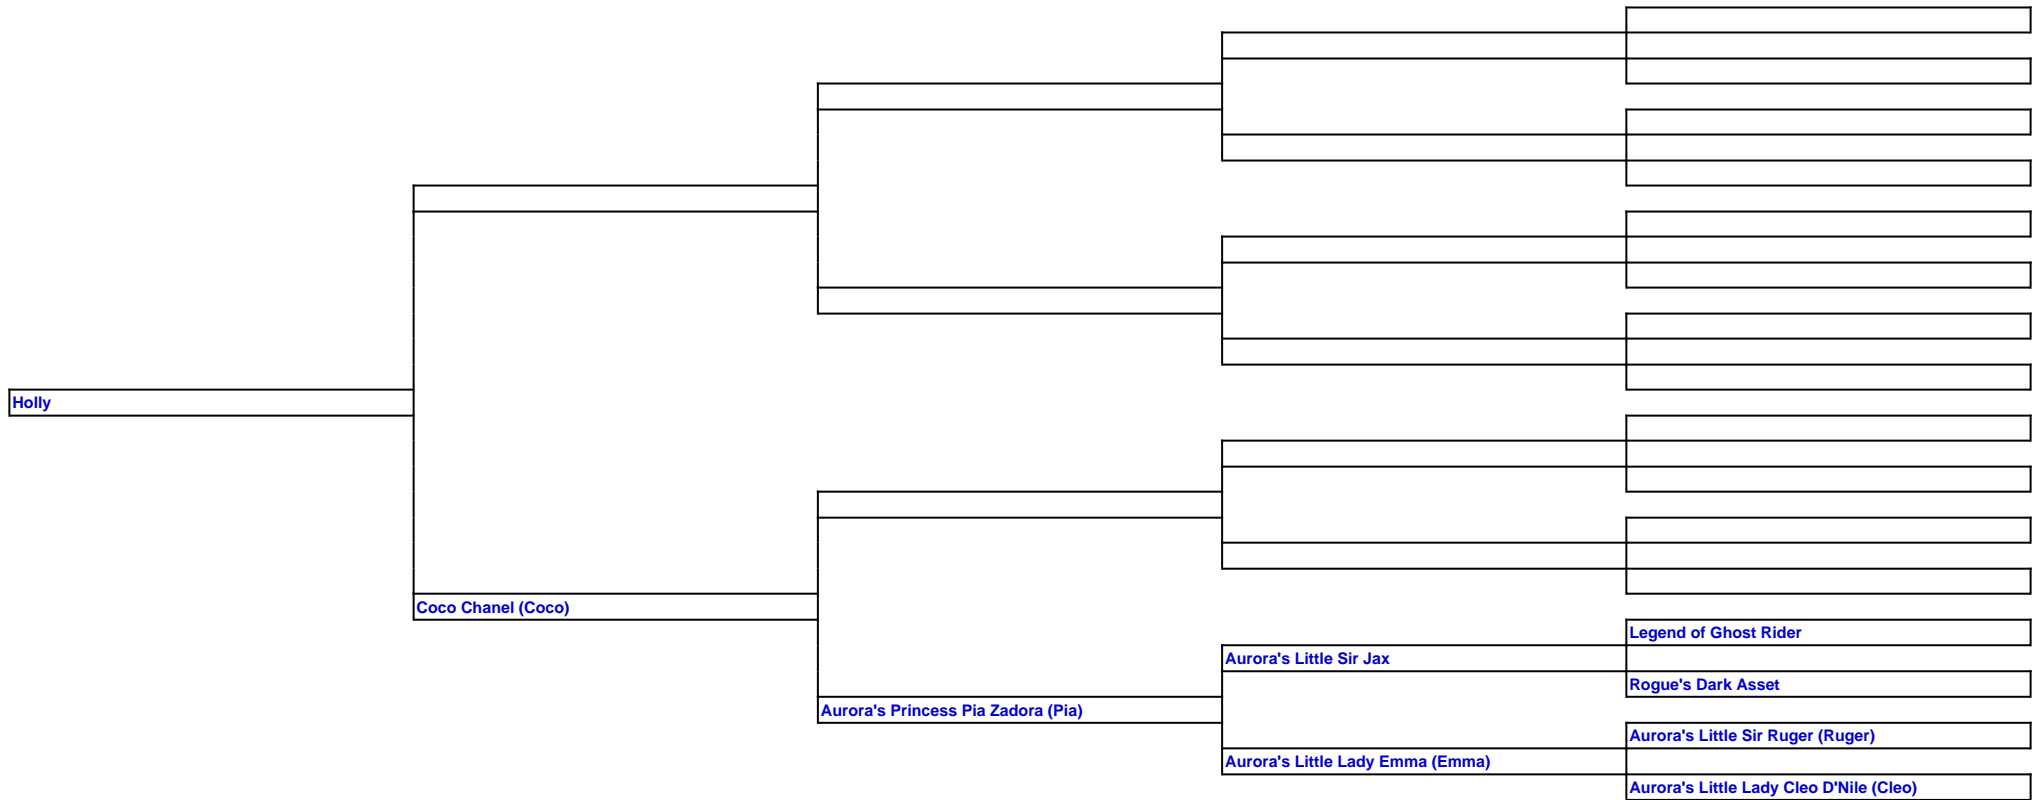 Holly
Coco Chanel (Coco)
Aurora's Princess Pia Zadora (Pia)
Aurora's Little Sir Jax
Aurora's Little Lady Emma (Emma)
Legend of Ghost Rider
Rogue's Dark Asset
Aurora's Little Sir Ruger (Ruger)
Aurora's Little Lady Cleo D'Nile (Cleo)